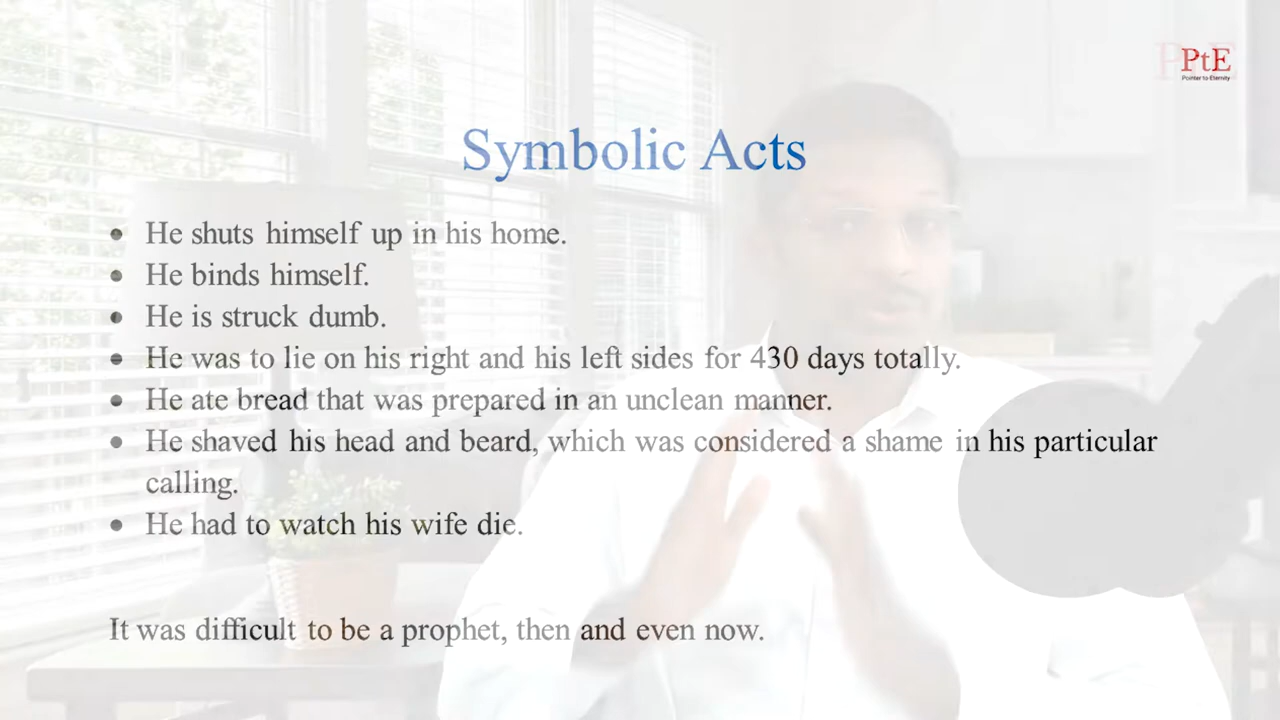 PtE
Pointer to Eternity
Symbolic Acts
• He shuts himself up in his home.
• He binds himself.
• He is struck dumb.
• He was to lie on his right and his left sides for 430 days totally.
• He ate bread that was prepared in an unclean manner.
• He shaved his head and beard, which was considered a shame in his particular
calling.
• He had to watch his wife die.
It was difficult to be a prophet, then and even now.